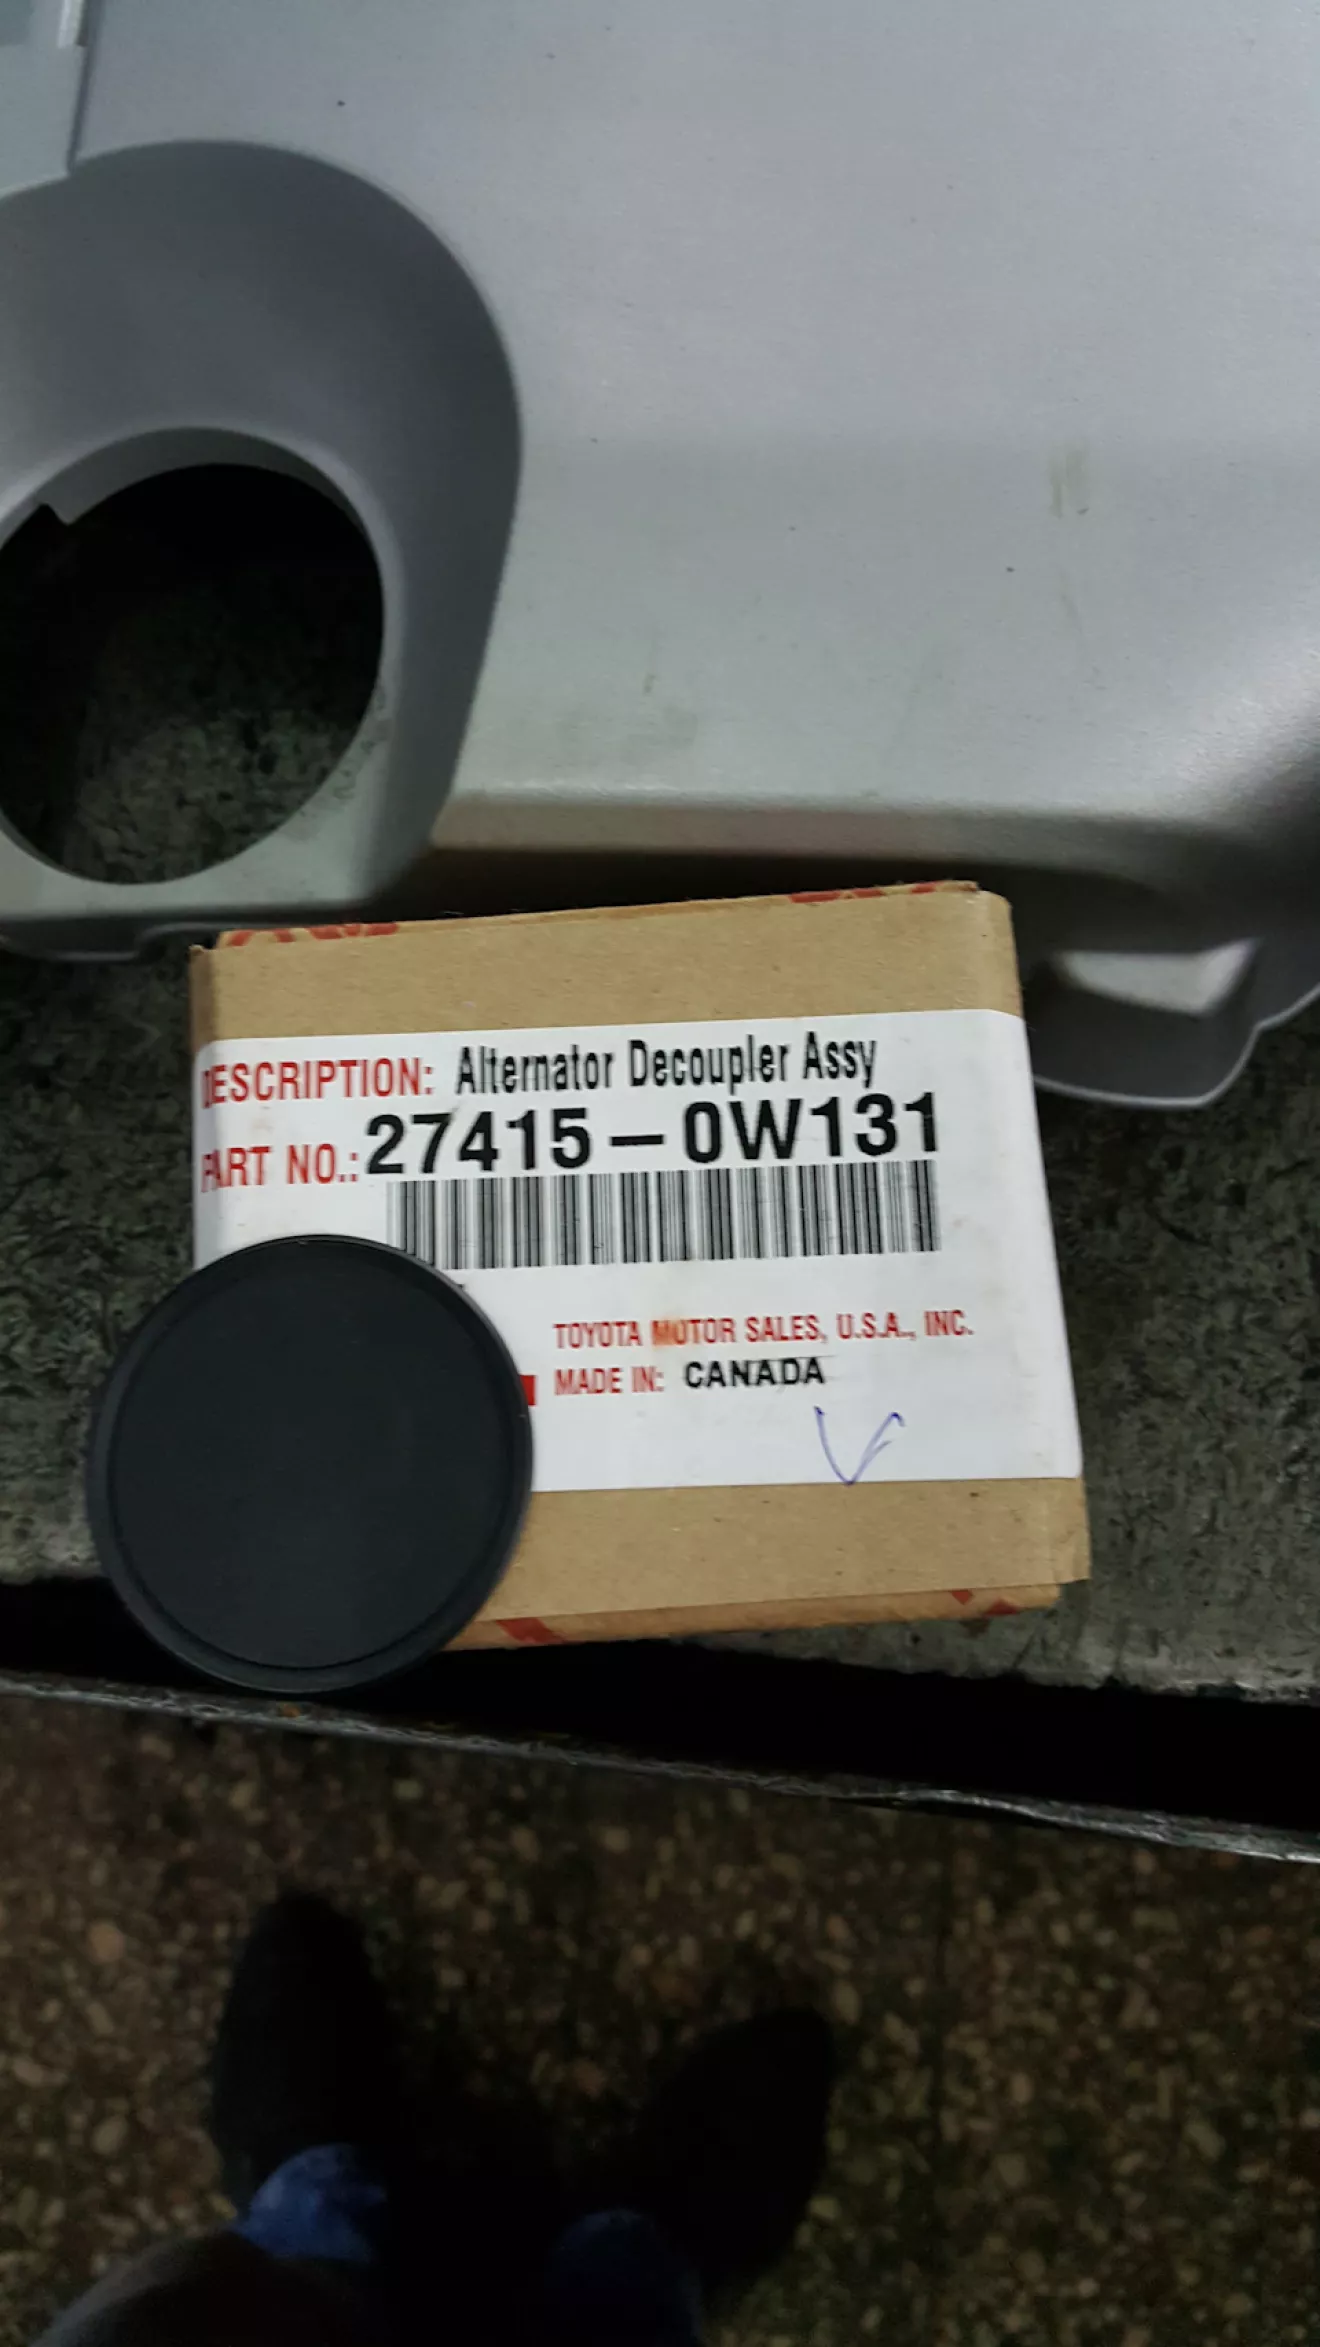 DESCRIPTION: Alternator Decoupler Assy
PART NO.: 27415-0W131
TOYOTA MOTOR SALES, U.S.A., INC.
MADE IN: CANADA